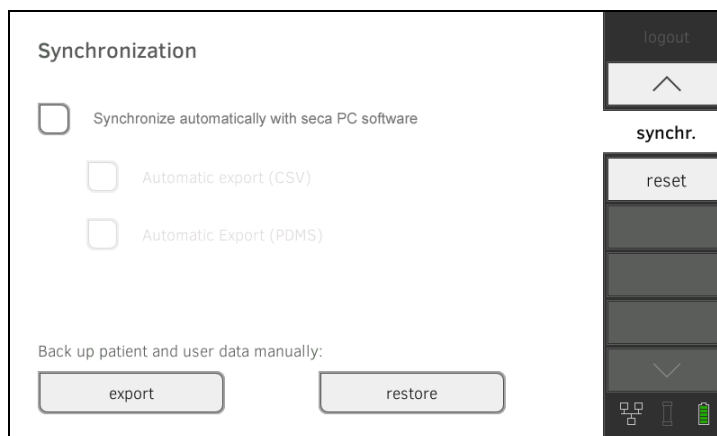 Synchronization
Synchronize automatically with seca PC software
Automatic export (CSV)
Automatic Export (PDMS)
Back up patient and user data manually:
export
restore
logout
synchr.
reset